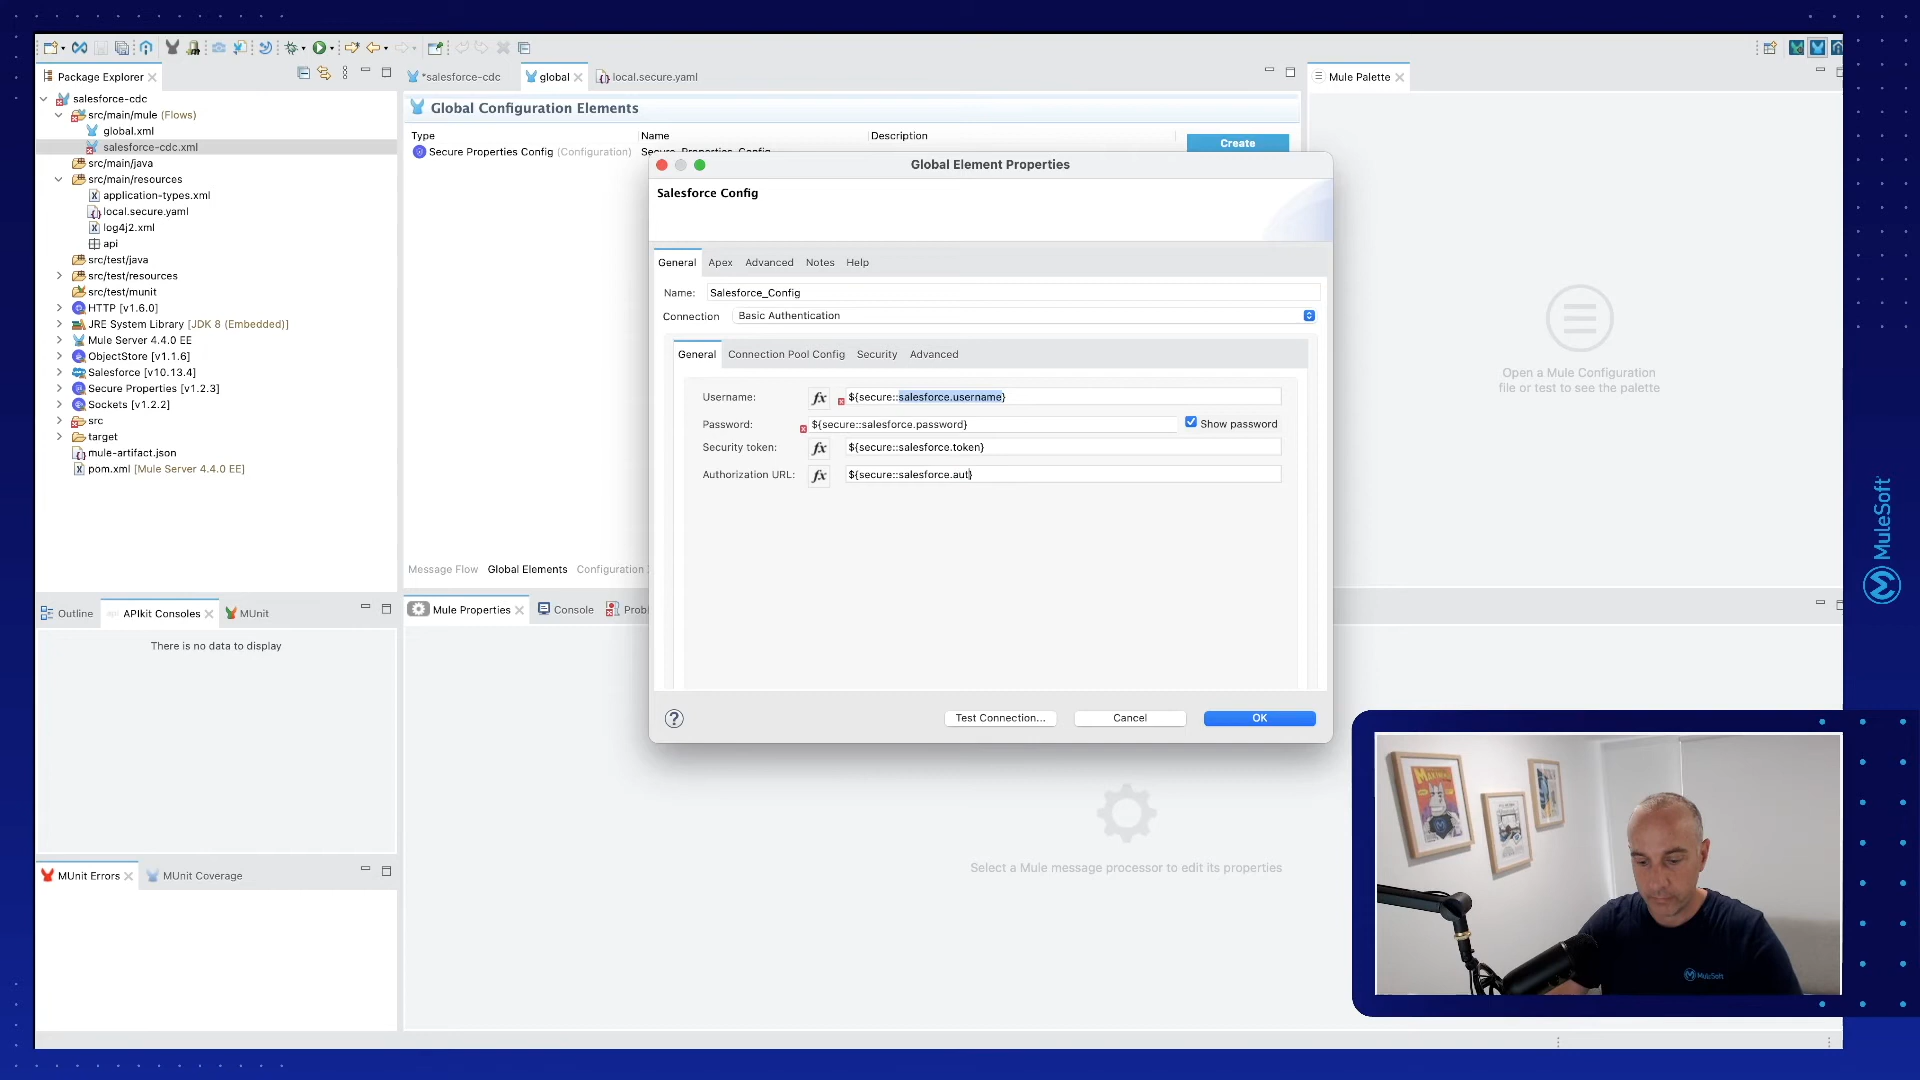 Package Explorer
*salesforce-cdc
global
local.secure.yaml
Mule Palette
salesforce-cdc
src/main/mule (Flows)
global.xml
salesforce-cdc.xml
src/main/java
src/main/resources
application-types.xml
local.secure.yaml
log4j2.xml
api
src/test/java
src/test/resources
src/test/munit
HTTP [v1.6.0]
JRE System Library [JDK 8 (Embedded)]
Mule Server 4.4.0 EE
ObjectStore [v1.1.6]
Salesforce [v10.13.4]
Secure Properties [v1.2.3]
Sockets [v1.2.2]
src
target
mule-artifact.json
pom.xml [Mule Server 4.4.0 EE]
Global Configuration Elements
Type Name Description
Create
Secure Properties Config (Configuration) Secure_Properties_Config
Global Element Properties
Salesforce Config
General Apex Advanced Notes Help
Name: Salesforce_Config
Connection Basic Authentication
General Connection Pool Config Security Advanced
Username: fx ${secure::salesforce.username}
Password: ${secure::salesforce.password} Show password
Security token: fx ${secure::salesforce.token}
Authorization URL: fx ${secure::salesforce.aut}
? Test Connection... Cancel OK
Open a Mule Configuration
file or test to see the palette
Message Flow Global Elements Configuration
Outline APIkit Consoles MUnit
There is no data to display
Mule Properties Console Prob
Select a Mule message processor to edit its properties
MUnit Errors MUnit Coverage
MuleSoft
MuleSoft